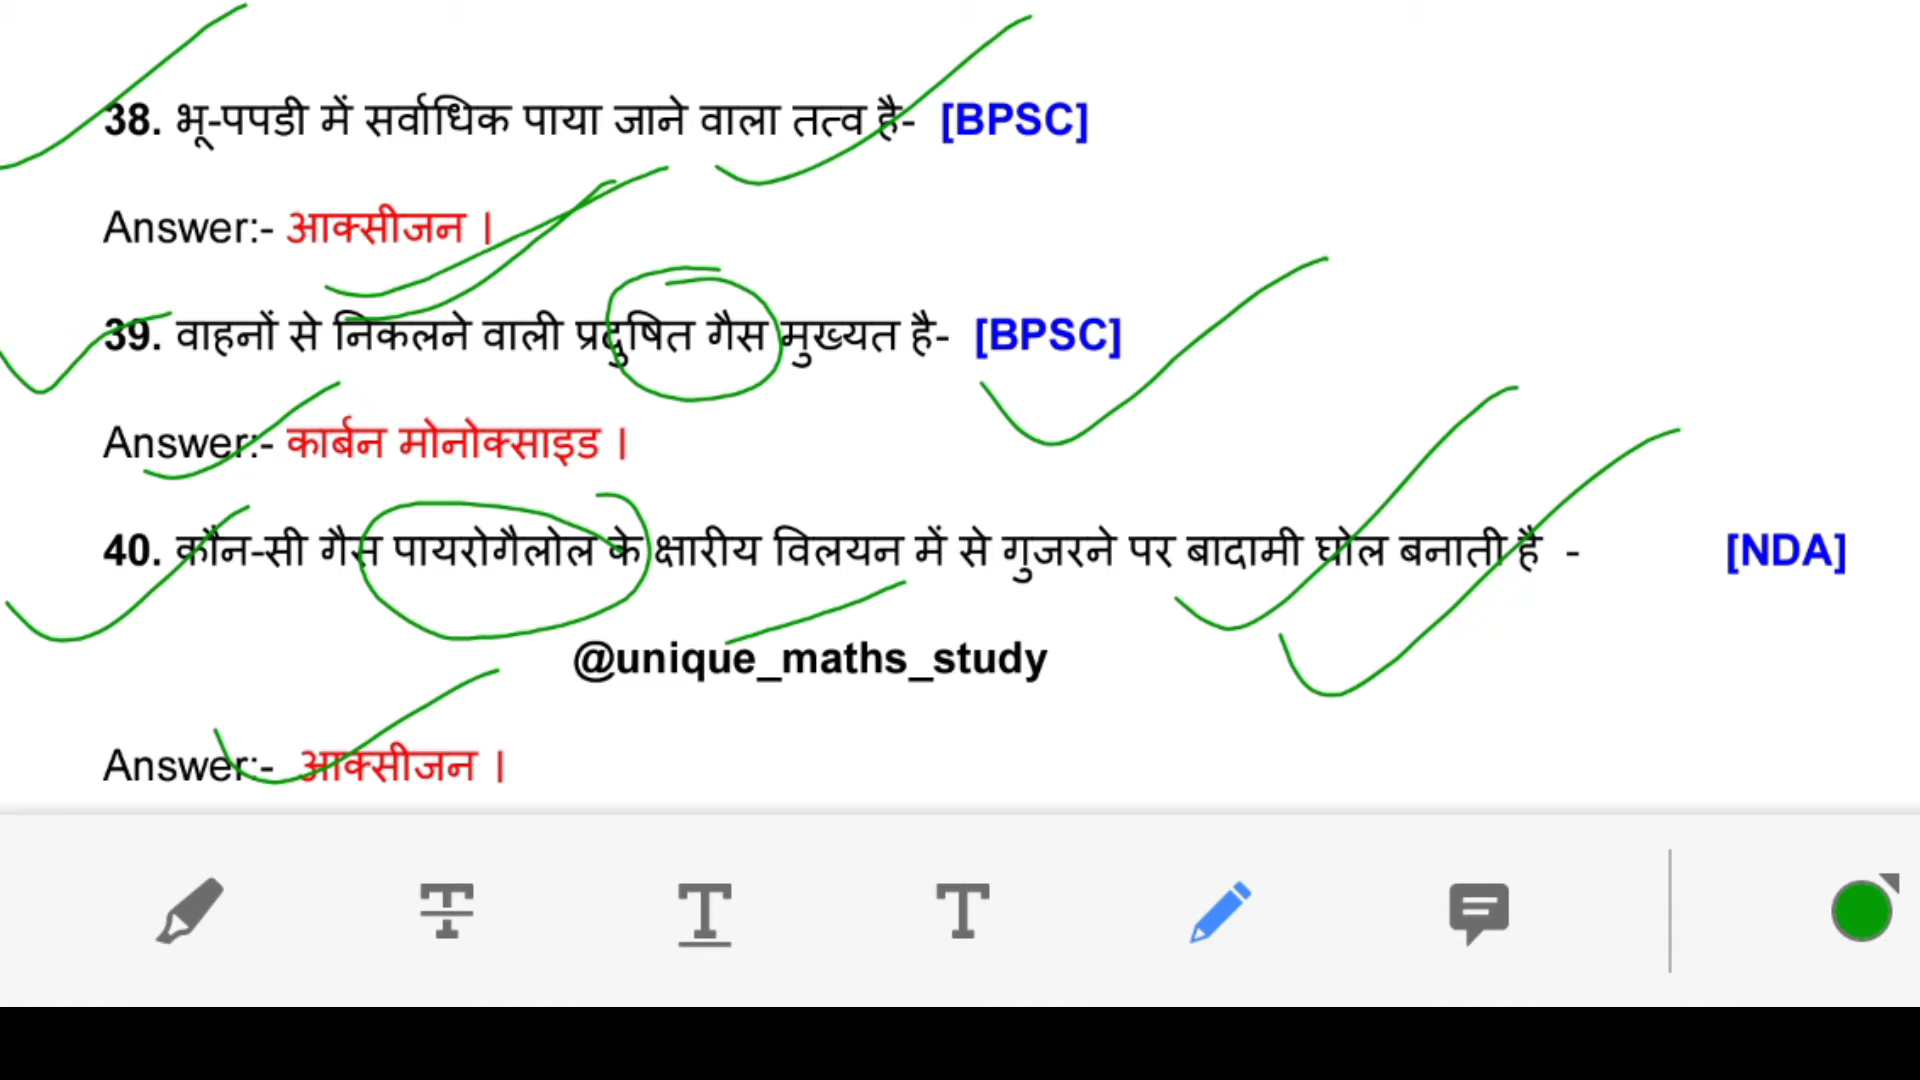 38. भू-पपडी में सर्वाधिक पाया जाने वाला तत्व है- [BPSC]
Answer:- आक्सीजन ।
39. वाहनों से निकलने वाली प्रदुषित गैस मुख्यत है- [BPSC]
Answer:- कार्बन मोनोक्साइड ।
40. कौन-सी गैस पायरोगैलोल के क्षारीय विलयन में से गुजरने पर बादामी घोल बनाती है - [NDA]
@unique_maths_study
Answer:- आक्सीजन ।